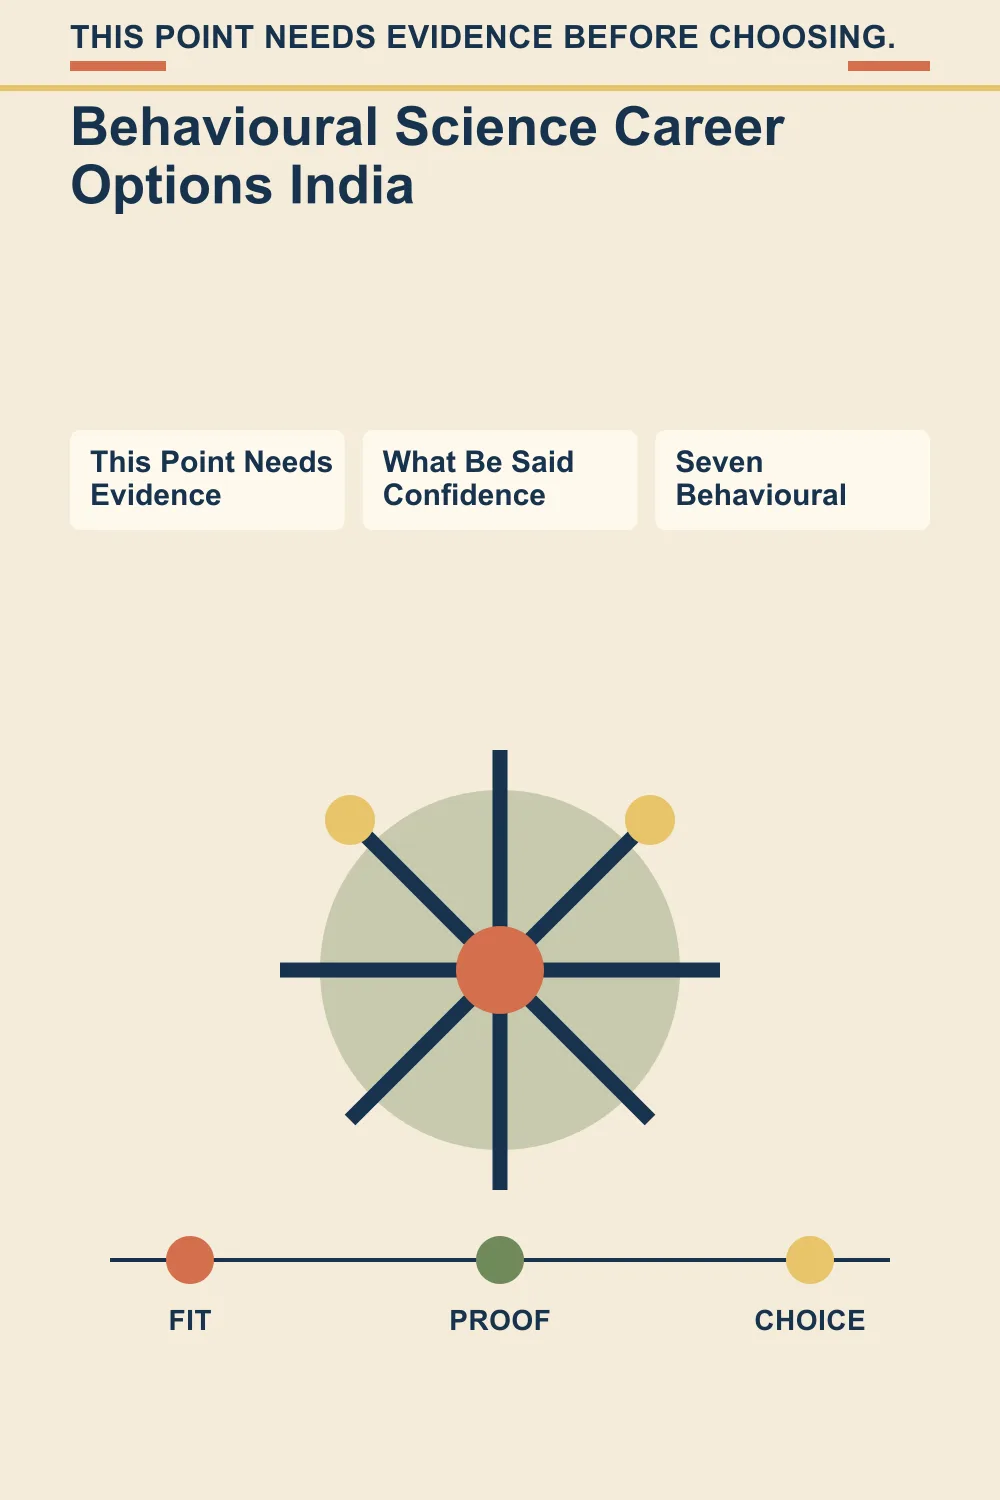 THIS POINT NEEDS EVIDENCE BEFORE CHOOSING.
Behavioural Science Career
Options India
This Point Needs
Evidence
What Be Said
Confidence
Seven
Behavioural
FIT
PROOF
CHOICE